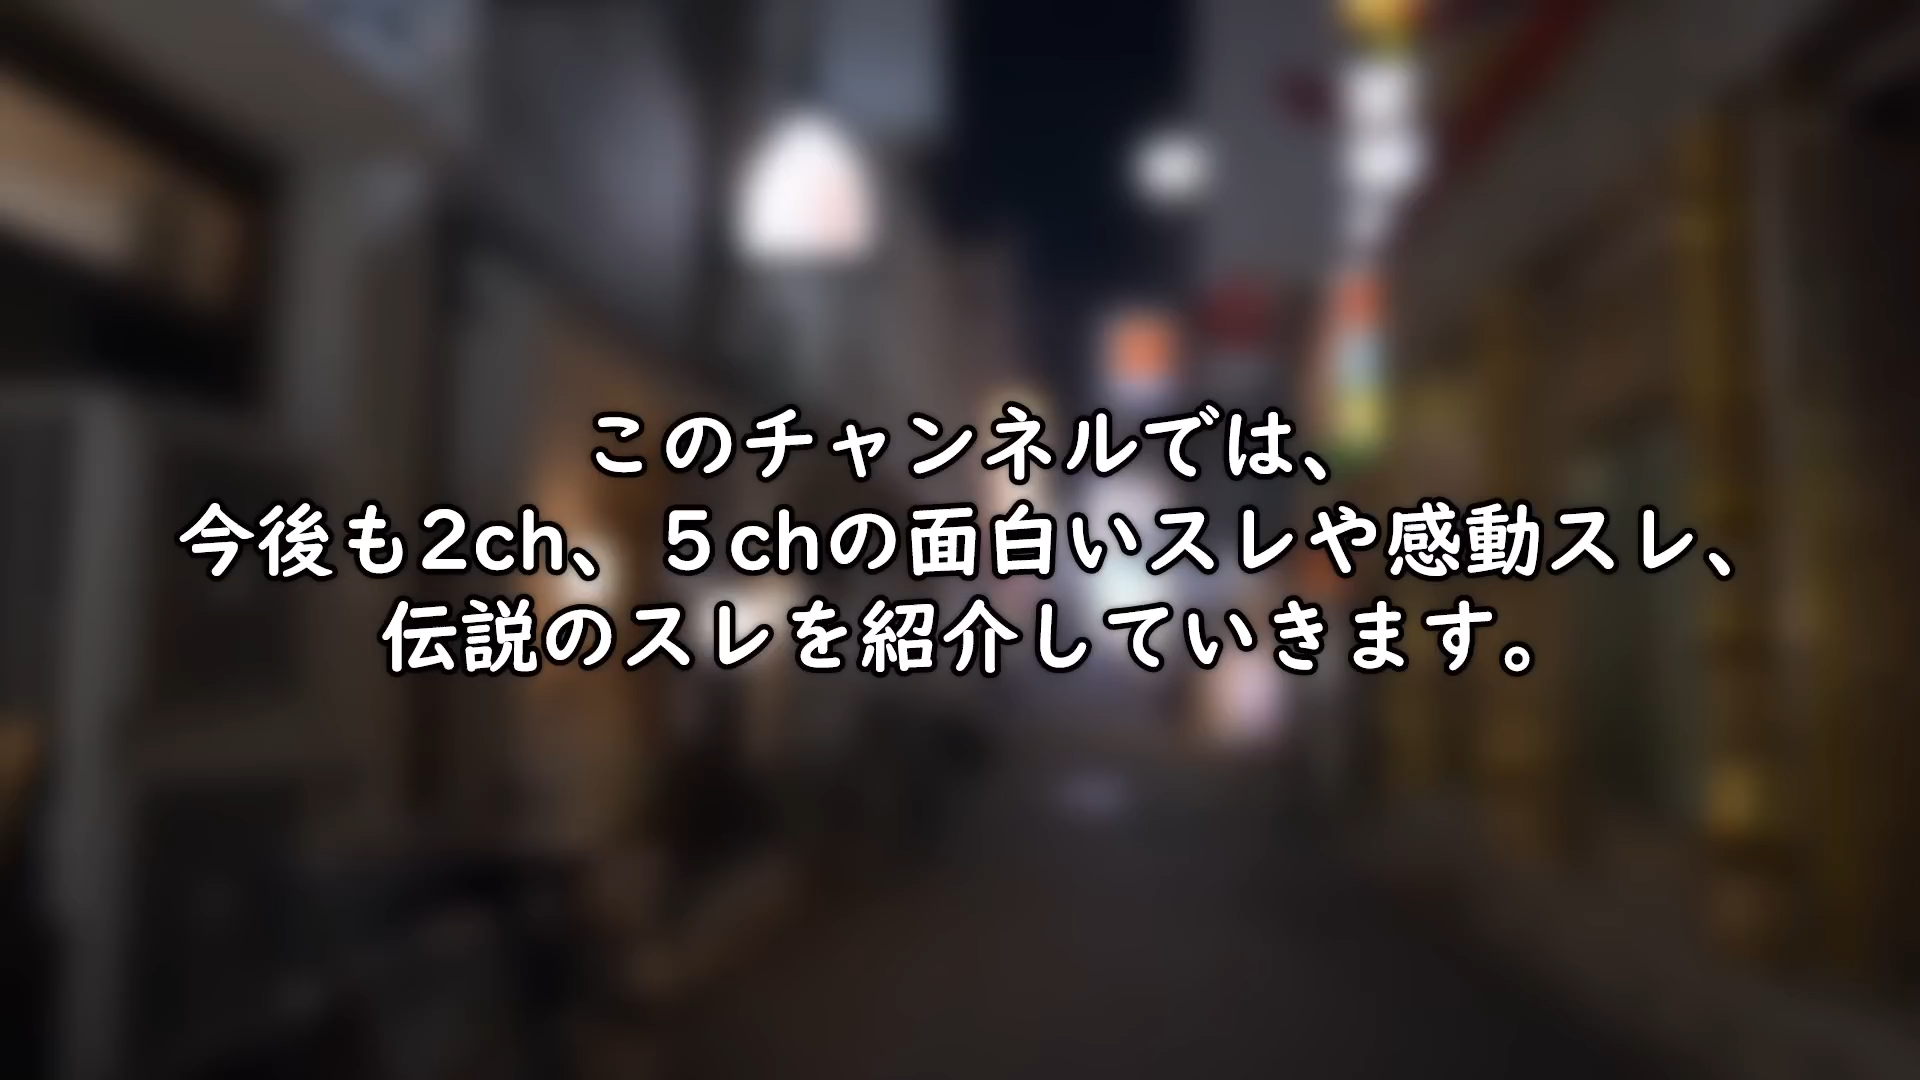 このチャンネルでは、
今後も2ch、５chの面白いスレや感動スレ、
伝説のスレを紹介していきます。